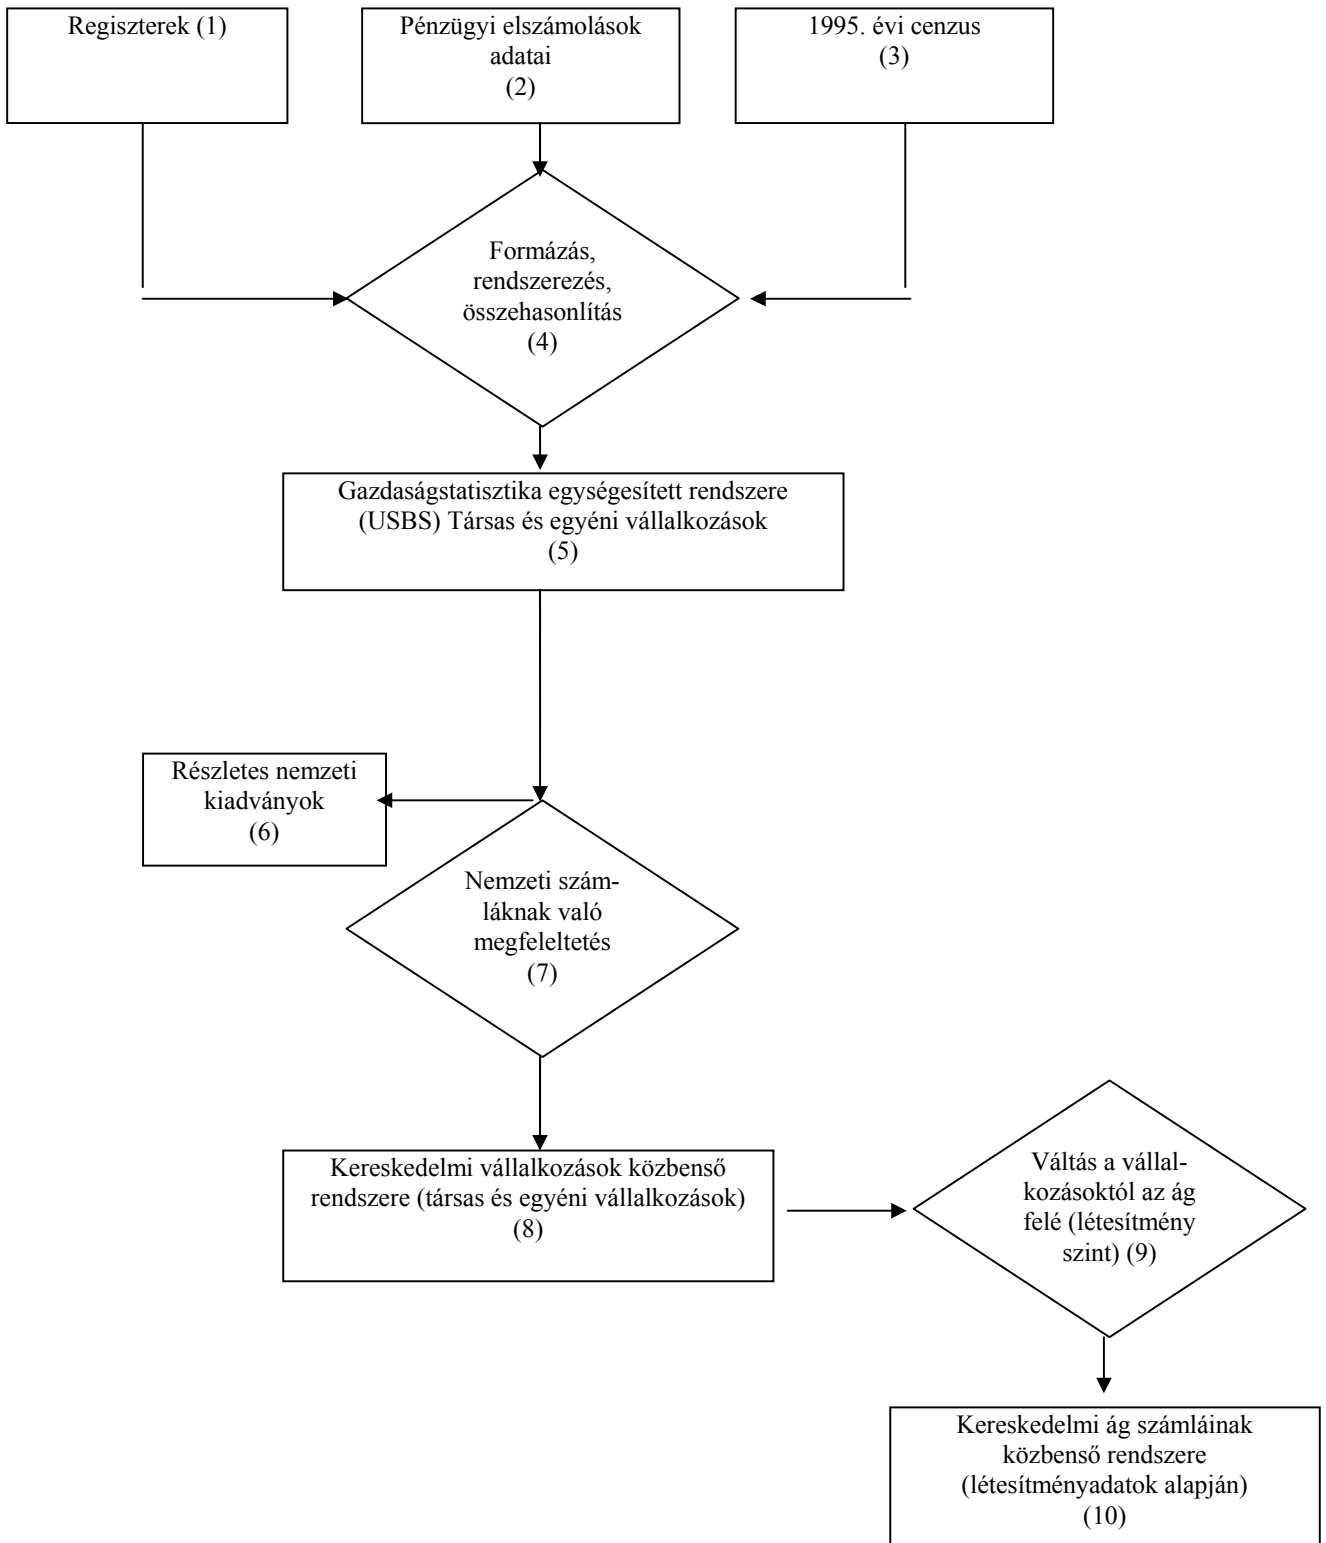 Regiszterek (1)
Pénzügyi elszámolások
adatai
(2)
1995. évi cenzus
(3)
Formázás,
rendszerezés,
összehasonlítás
(4)
Gazdaságstatisztika egységesített rendszere
(USBS) Társas és egyéni vállalkozások
(5)
Részletes nemzeti
kiadványok
(6)
Nemzeti szám-
láknak való
megfeleltetés
(7)
Kereskedelmi vállalkozások közbenső
rendszere (társas és egyéni vállalkozások)
(8)
Váltás a vállal-
kozásoktól az ág
felé (létesítmény
szint) (9)
Kereskedelmi ág számláinak
közbenső rendszere
(létesítményadatok alapján)
(10)